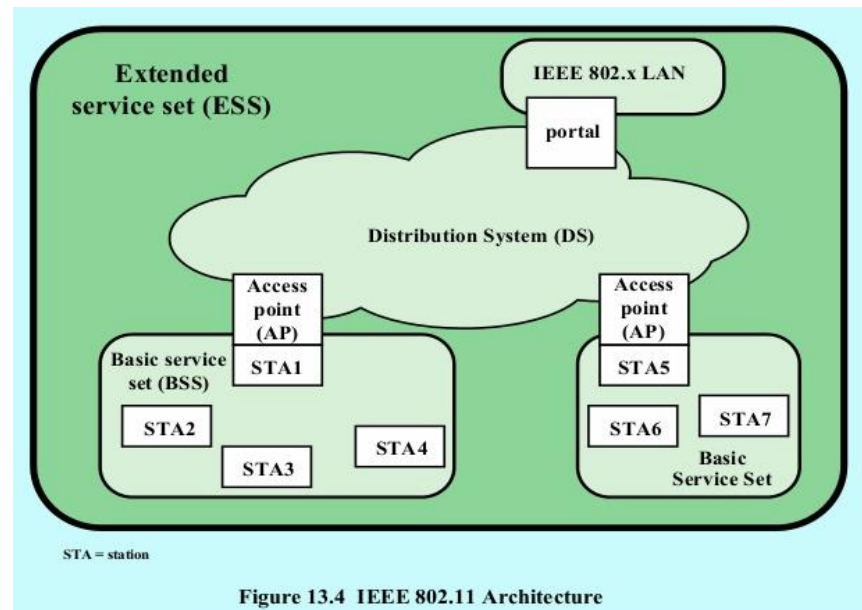 Extended
service set (ESS)
IEEE 802.x LAN
portal
Distribution System (DS)
Access
point
(AP)
STA1
Access
point
(AP)
STA5
Basic service
set (BSS)
STA2
STA3
STA4
STA6
STA7
Basic
Service Set
STA = station
Figure 13.4 IEEE 802.11 Architecture